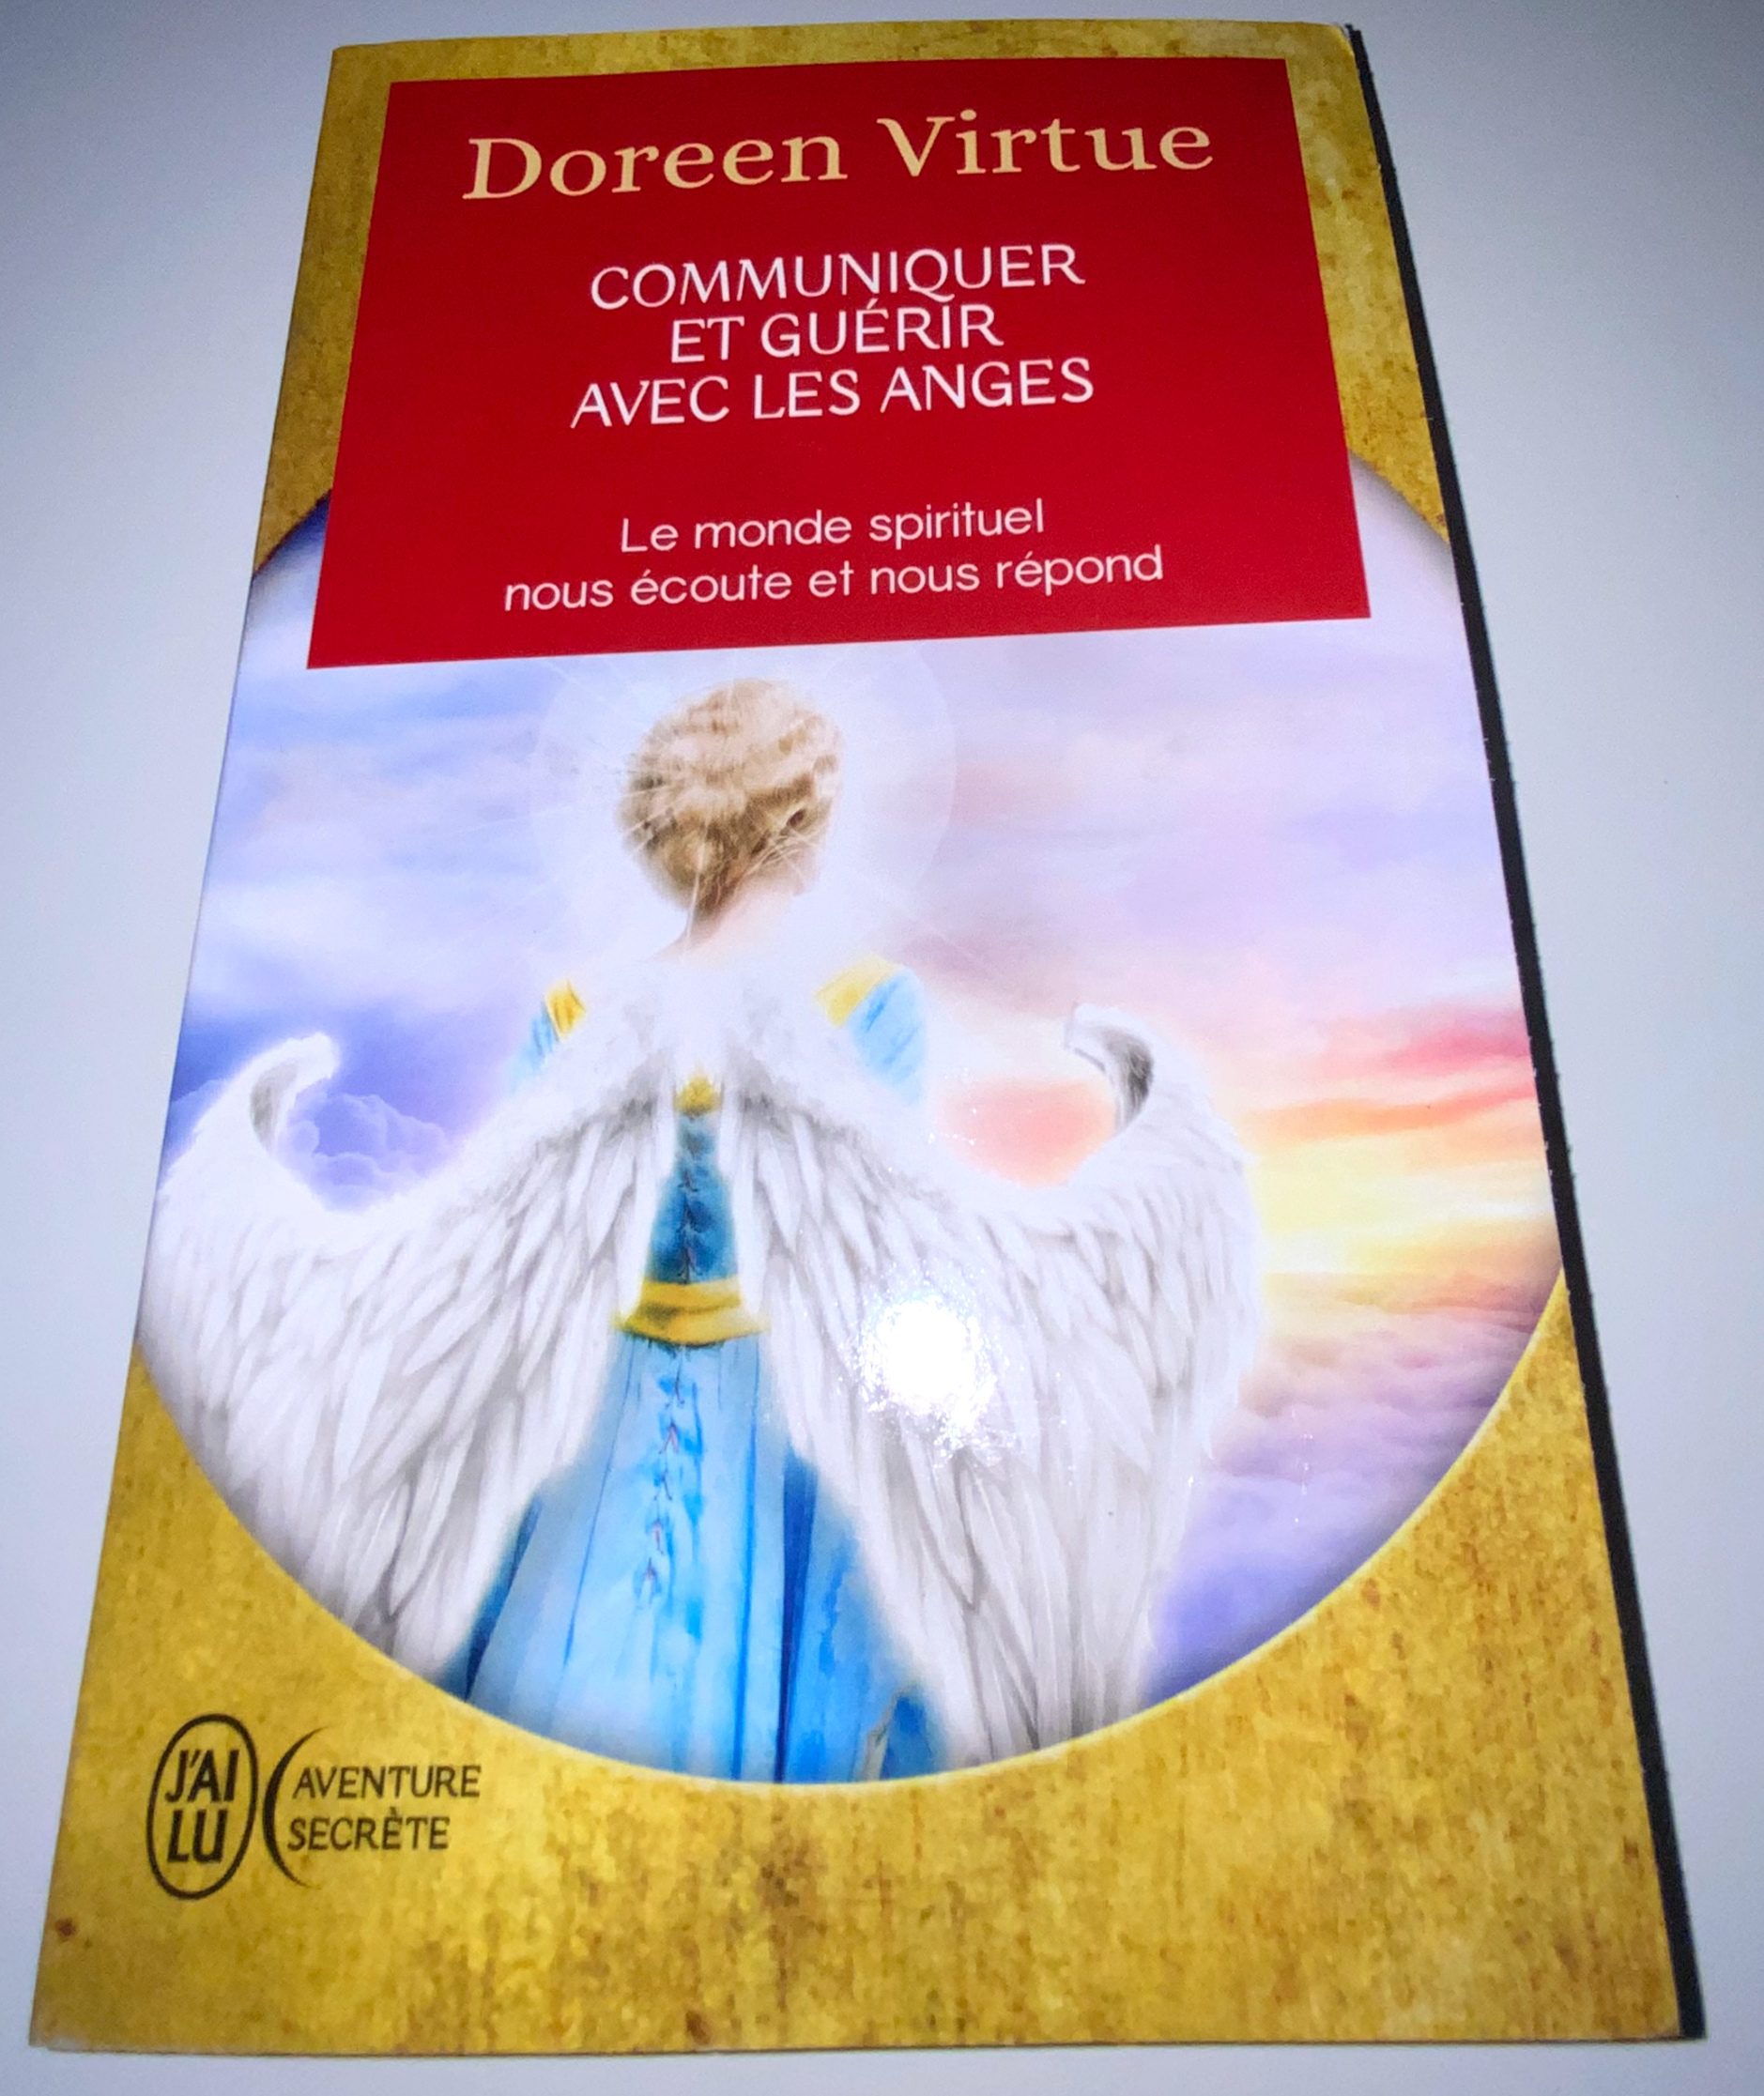 Doreen Virtue
COMMUNIQUER
ET GUÉRIR
AVEC LES ANGES
Le monde spirituel
nous écoute et nous répond
J'AI
LU
AVENTURE
SECRÈTE